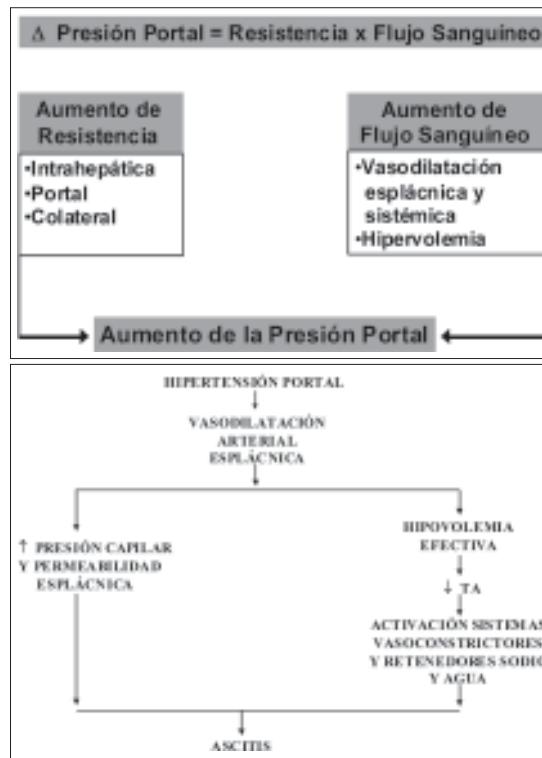 Δ Presión Portal = Resistencia x Flujo Sanguíneo
Aumento de
Resistencia
•Intrahepática
•Portal
•Colateral
Aumento de
Flujo Sanguíneo
•Vasodilatación
esplácnica y
sistémica
•Hipervolemia
Aumento de la Presión Portal
HIPERTENSIÓN PORTAL
VASODILATACIÓN
ARTERIAL
ESPLÁCNICA
↑ PRESIÓN CAPILAR
Y PERMEABILIDAD
ESPLÁCNICA
HIPOVOLEMIA
EFECTIVA
↓ TA
ACTIVACIÓN SISTEMAS
VASOCONSTRICTORES
Y RETENEDORES SODIO
Y AGUA
ASCITIS